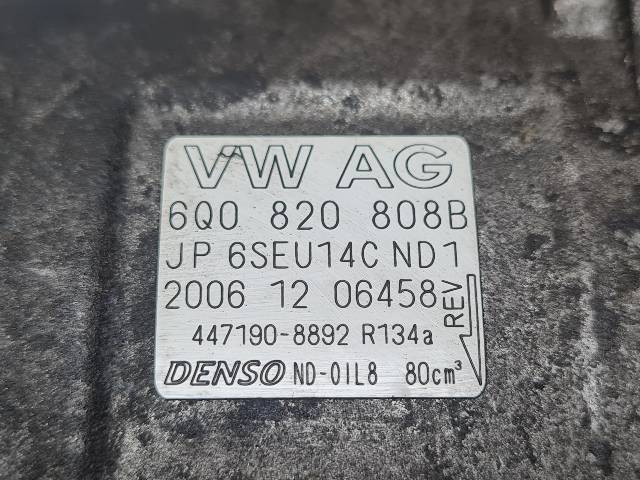 VW AG
6Q0 820 808B
JP 6SEU14C ND1
2006 12 06458
REV
447190-8892 R134a
DENSO ND-OIL8 80cm³